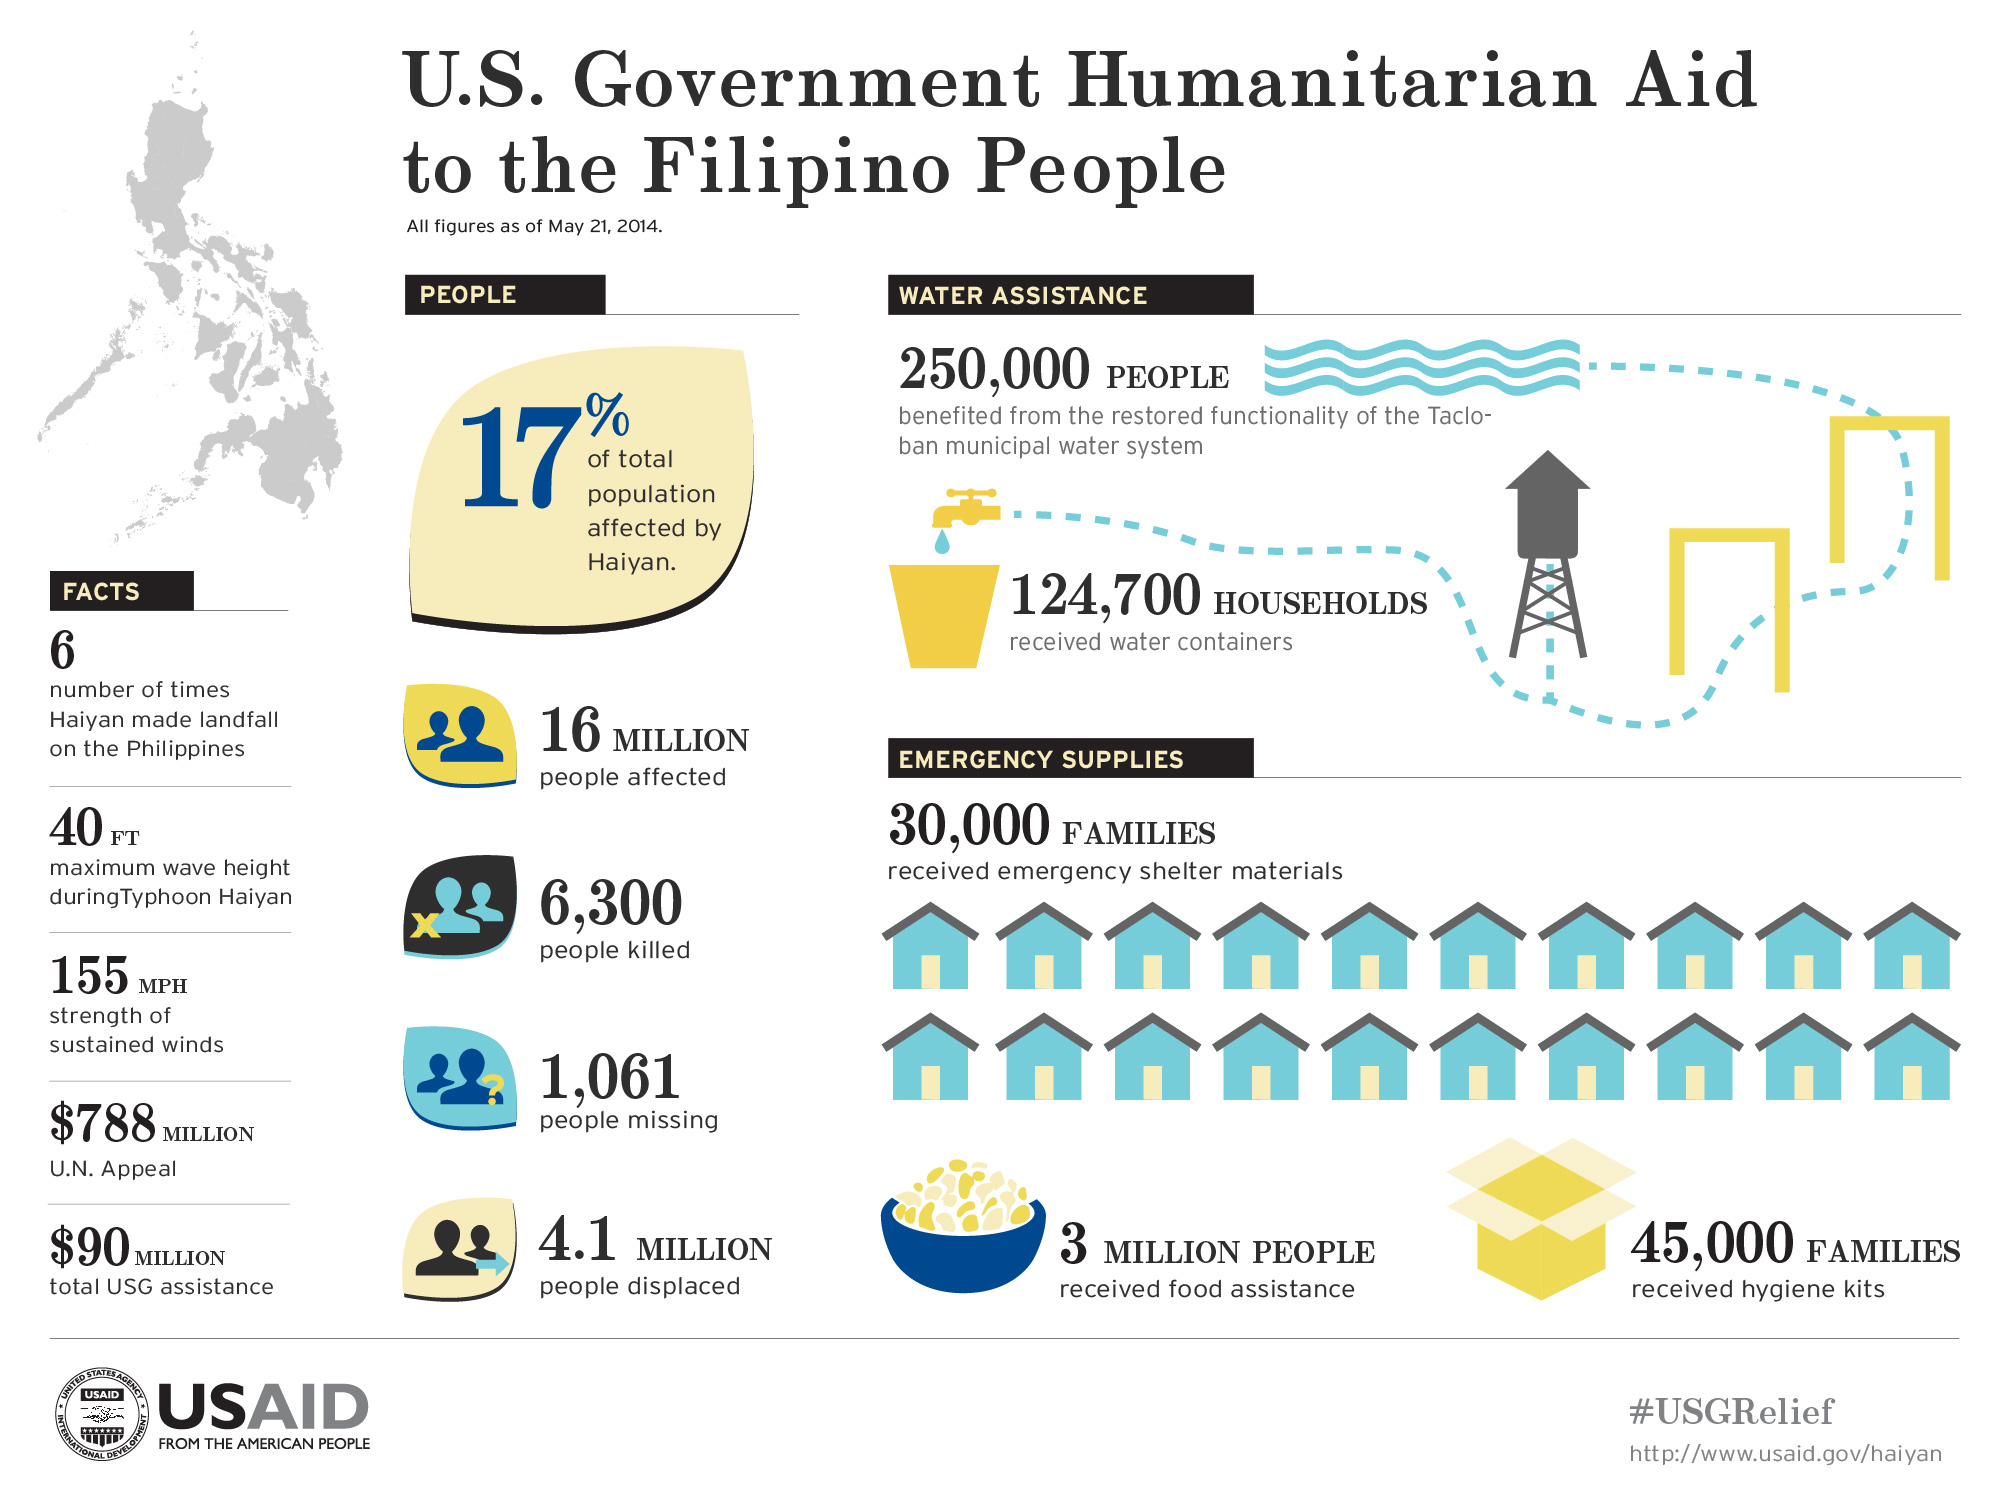 U.S. Government Humanitarian Aid
to the Filipino People
All figures as of May 21, 2014.
FACTS
6
number of times
Haiyan made landfall
on the Philippines
40 FT
maximum wave height
duringTyphoon Haiyan
155 MPH
strength of
sustained winds
$788 MILLION
U.N. Appeal
$90 MILLION
total USG assistance
PEOPLE
17%
of total
population
affected by
Haiyan.
16 MILLION
people affected
X
6,300
people killed
?
1,061
people missing
4.1 MILLION
people displaced
WATER ASSISTANCE
250,000 PEOPLE
benefited from the restored functionality of the Taclo-
ban municipal water system
124,700 HOUSEHOLDS
received water containers
EMERGENCY SUPPLIES
30,000 FAMILIES
received emergency shelter materials
3 MILLION PEOPLE
received food assistance
45,000 FAMILIES
received hygiene kits
UNITED STATES AGENCY
USAID
INTERNATIONAL DEVELOPMENT
USAID
FROM THE AMERICAN PEOPLE
#USGRelief
http://www.usaid.gov/haiyan